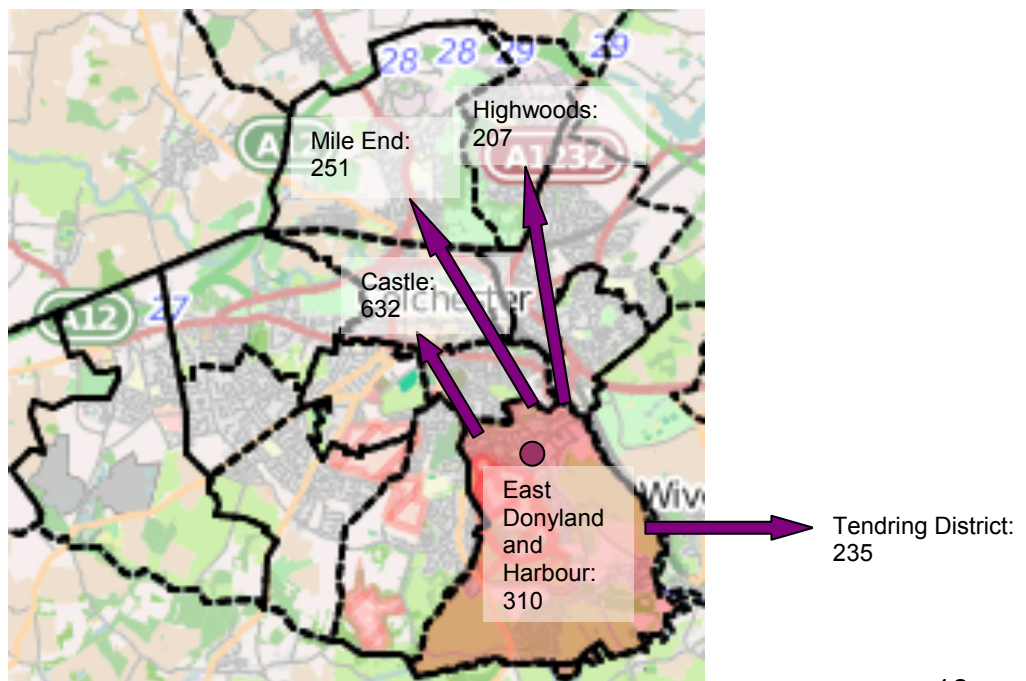 28 28 29 29
Highwoods:
207
A1232
Mile End:
251
Castle:
632
A12
27
East
Donyland
and
Harbour:
310
Tendring District:
235